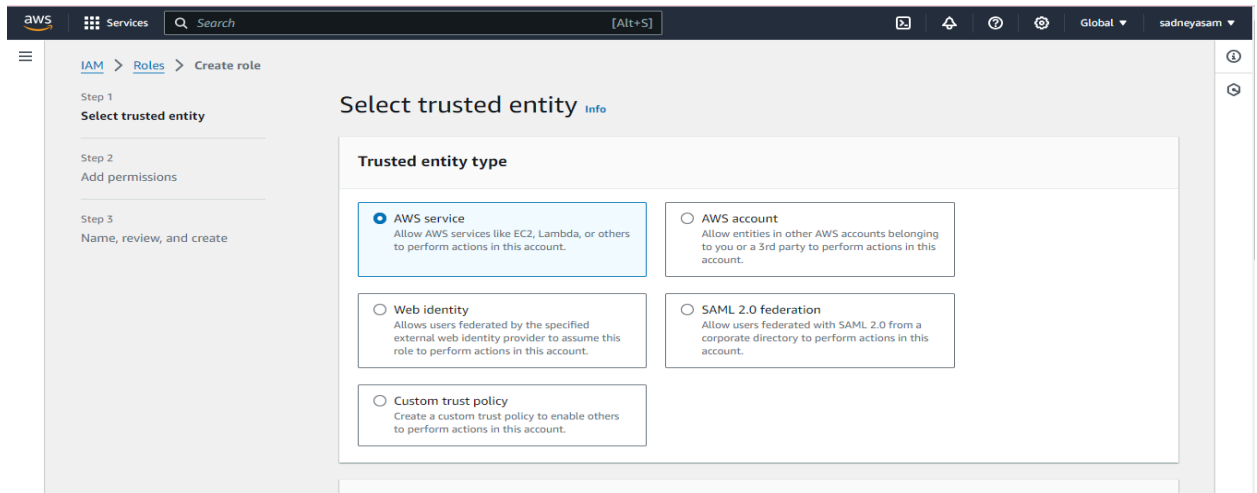 aws Services Search [Alt+S] Global sadneyasam
IAM > Roles > Create role
Step 1
Select trusted entity
Step 2
Add permissions
Step 3
Name, review, and create
Select trusted entity Info
Trusted entity type
AWS service
Allow AWS services like EC2, Lambda, or others
to perform actions in this account.
AWS account
Allow entities in other AWS accounts belonging
to you or a 3rd party to perform actions in this
account.
Web identity
Allows users federated by the specified
external web identity provider to assume this
role to perform actions in this account.
SAML 2.0 federation
Allow users federated with SAML 2.0 from a
corporate directory to perform actions in this
account.
Custom trust policy
Create a custom trust policy to enable others
to perform actions in this account.